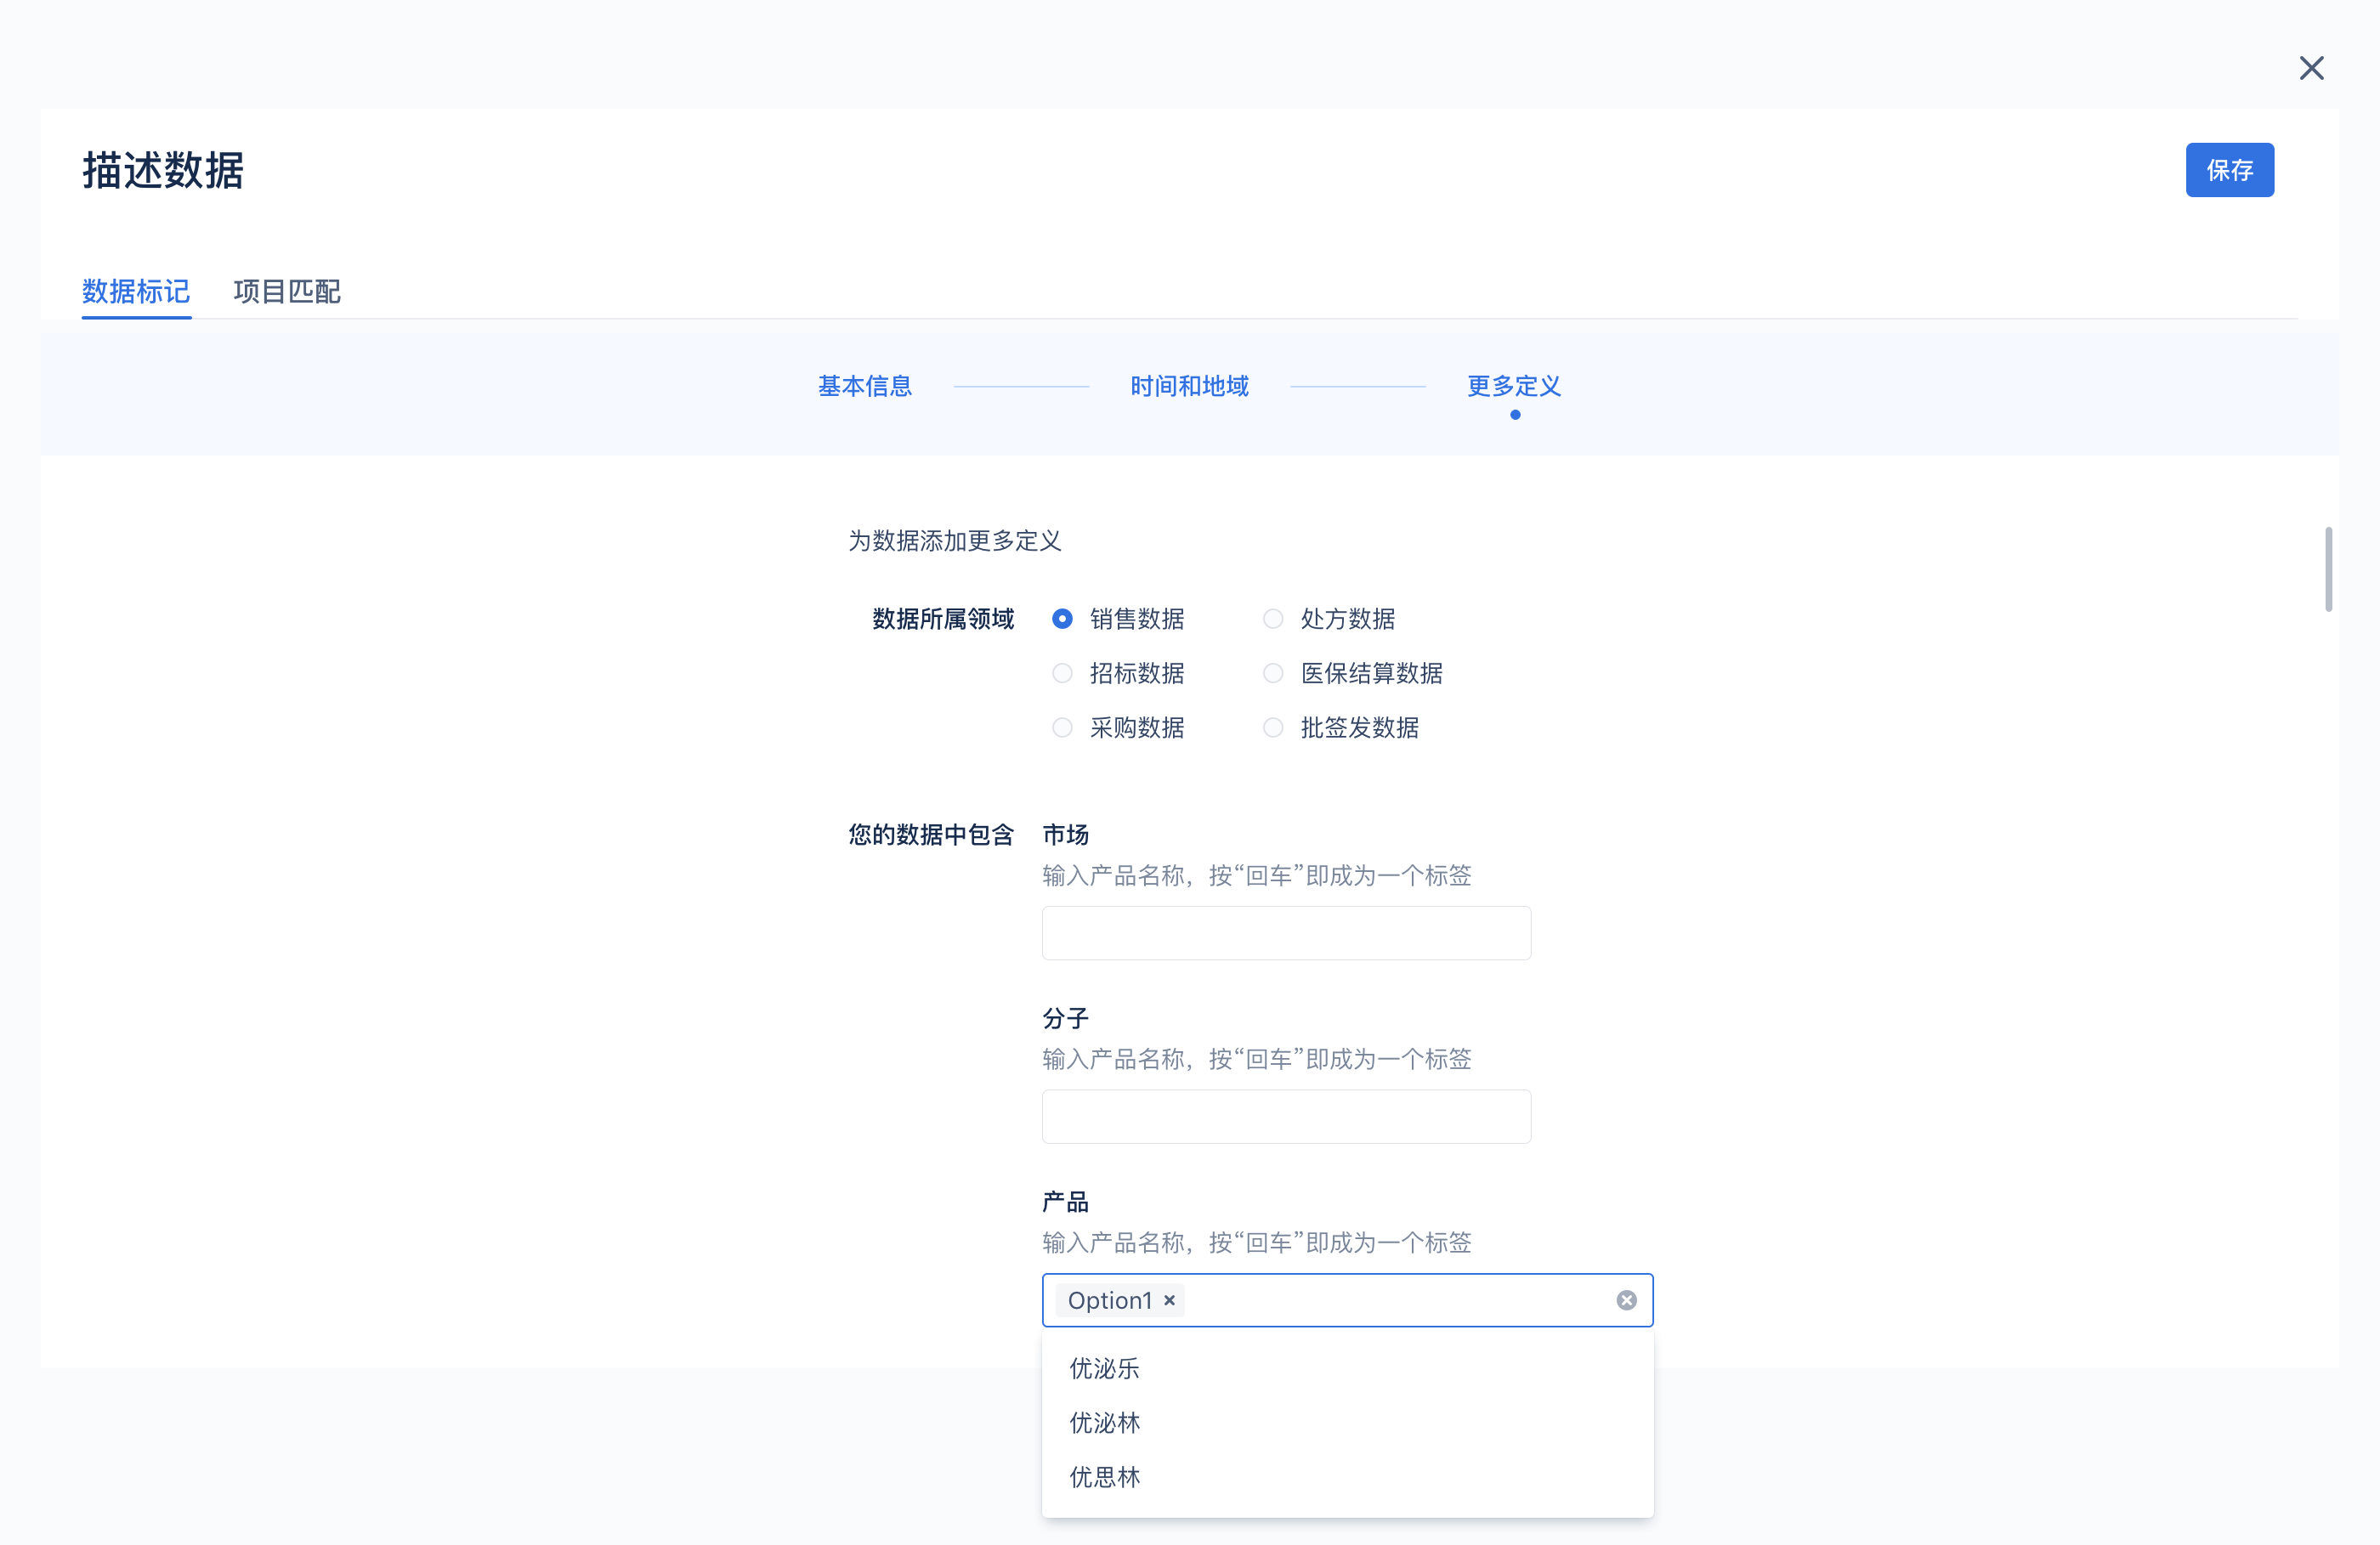 描述数据
保存
数据标记 项目匹配
基本信息 时间和地域 更多定义
为数据添加更多定义
数据所属领域 销售数据 处方数据
招标数据 医保结算数据
采购数据 批签发数据
您的数据中包含 市场
输入产品名称，按“回车”即成为一个标签
分子
输入产品名称，按“回车”即成为一个标签
产品
输入产品名称，按“回车”即成为一个标签
Option1
优泌乐
优泌林
优思林